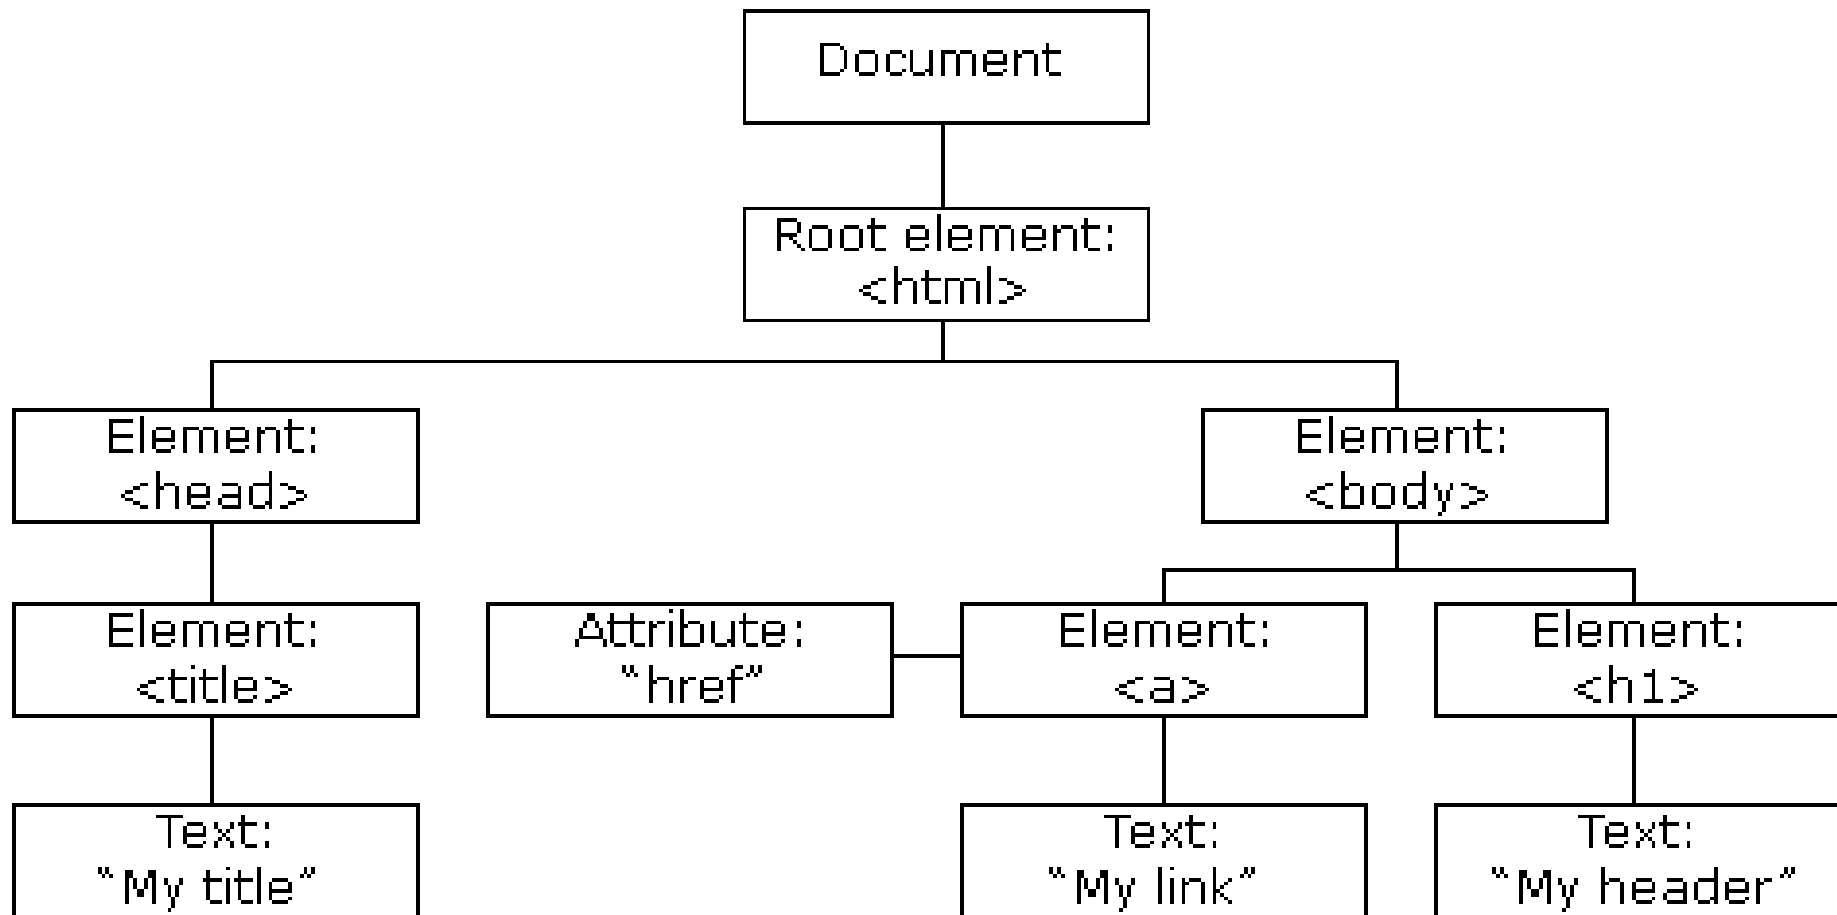 Document
Root element:
<html>
Element:
<head>
Element:
<body>
Element:
<title>
Attribute:
“href”
Element:
<a>
Element:
<h1>
Text:
“My title”
Text:
“My link”
Text:
“My header”